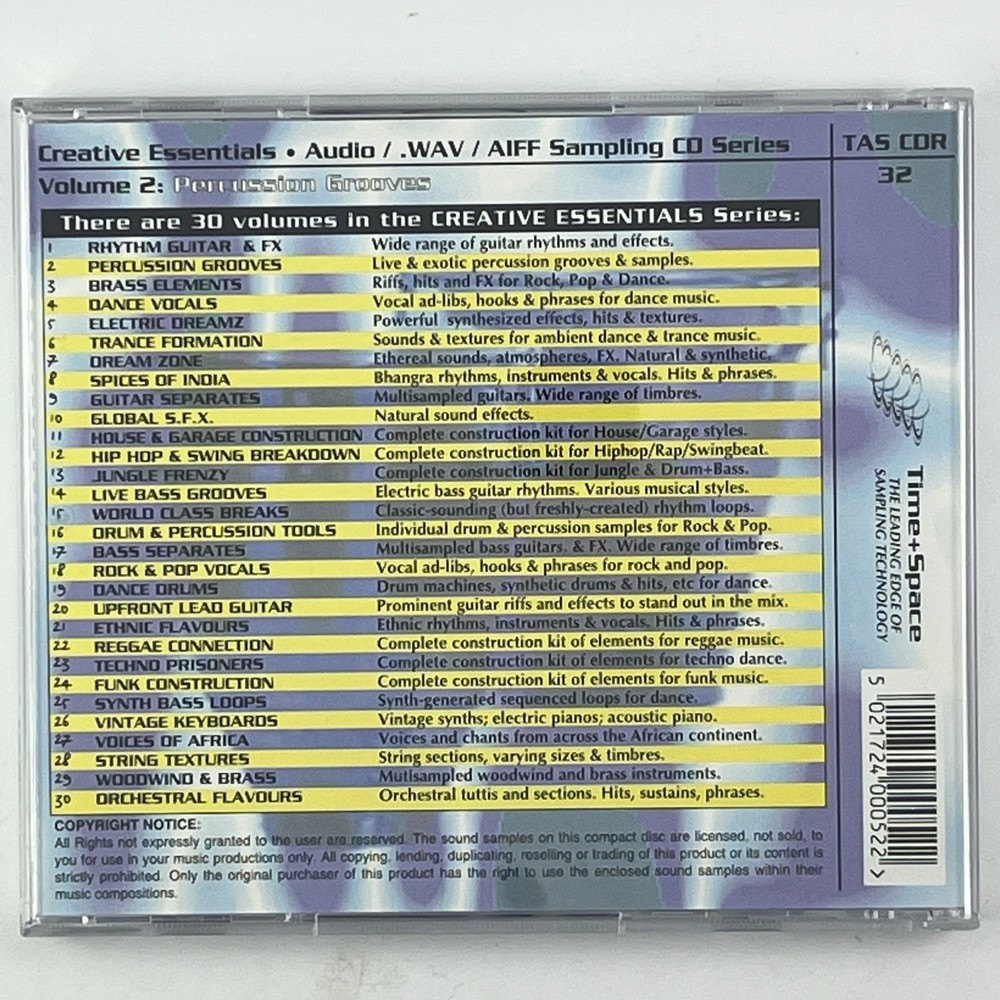 Creative Essentials • Audio / .WAV / AIFF Sampling CD Series
TAS CDR
32
Volume 2: Percussion Grooves
There are 30 volumes in the CREATIVE ESSENTIALS Series:
1 RHYTHM GUITAR & FX Wide range of guitar rhythms and effects.
2 PERCUSSION GROOVES Live & exotic percussion grooves & samples.
3 BRASS ELEMENTS Riffs, hits and FX for Rock, Pop & Dance.
4 DANCE VOCALS Vocal ad-libs, hooks & phrases for dance music.
5 ELECTRIC DREAMZ Powerful synthesized effects, hits & textures.
6 TRANCE FORMATION Sounds & textures for ambient dance & trance music.
7 DREAM ZONE Ethereal sounds, atmospheres, FX. Natural & synthetic.
8 SPICES OF INDIA Bhangra rhythms, instruments & vocals. Hits & phrases.
9 GUITAR SEPARATES Multisampled guitars. Wide range of timbres.
10 GLOBAL S.F.X. Natural sound effects.
11 HOUSE & GARAGE CONSTRUCTION Complete construction kit for House/Garage styles.
12 HIP HOP & SWING BREAKDOWN Complete construction kit for Hiphop/Rap/Swingbeat.
13 JUNGLE FRENZY Complete construction kit for Jungle & Drum+Bass.
14 LIVE BASS GROOVES Electric bass guitar rhythms. Various musical styles.
15 WORLD CLASS BREAKS Classic-sounding (but freshly-created) rhythm loops.
16 DRUM & PERCUSSION TOOLS Individual drum & percussion samples for Rock & Pop.
17 BASS SEPARATES Multisampled bass guitars. & FX. Wide range of timbres.
18 ROCK & POP VOCALS Vocal ad-libs, hooks & phrases for rock and pop.
19 DANCE DRUMS Drum machines, synthetic drums & hits, etc for dance.
20 UPFRONT LEAD GUITAR Prominent guitar riffs and effects to stand out in the mix.
21 ETHNIC FLAVOURS Ethnic rhythms, instruments & vocals. Hits & phrases.
22 REGGAE CONNECTION Complete construction kit of elements for reggae music.
23 TECHNO PRISONERS Complete construction kit of elements for techno dance.
24 FUNK CONSTRUCTION Complete construction kit of elements for funk music.
25 SYNTH BASS LOOPS Synth-generated sequenced loops for dance.
26 VINTAGE KEYBOARDS Vintage synths; electric pianos; acoustic piano.
27 VOICES OF AFRICA Voices and chants from across the African continent.
28 STRING TEXTURES String sections, varying sizes & timbres.
29 WOODWIND & BRASS Mutisampled woodwind and brass instruments.
30 ORCHESTRAL FLAVOURS Orchestral tuttis and sections. Hits, sustains, phrases.
COPYRIGHT NOTICE:
All Rights not expressly granted to the user are reserved. The sound samples on this compact disc are licensed, not sold, to
you for use in your music productions only. All copying, lending, duplicating, reselling or trading of this product or its content is
strictly prohibited. Only the original purchaser of this product has the right to use the enclosed sound samples within their
music compositions.
Time+Space
THE LEADING EDGE OF
SAMPLING TECHNOLOGY
5 021724 000522 >